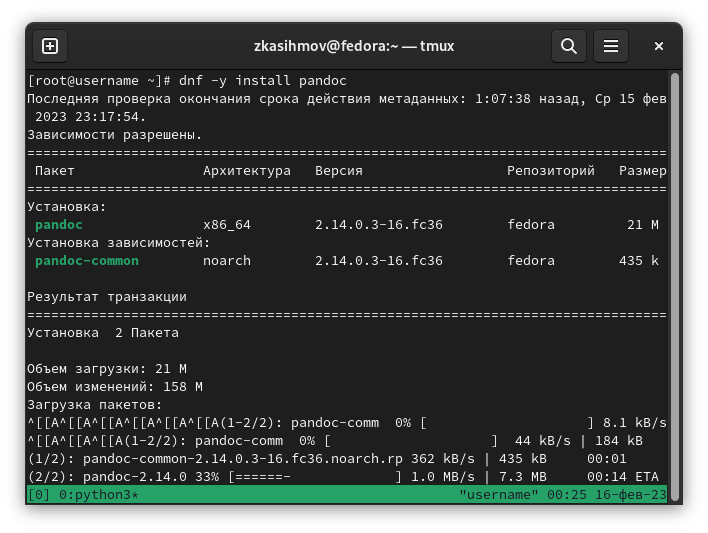 zkasihmov@fedora:~ — tmux
[root@username ~]# dnf -y install pandoc
Последняя проверка окончания срока действия метаданных: 1:07:38 назад, Ср 15 фев
 2023 23:17:54.
Зависимости разрешены.
================================================================================
 Пакет                Архитектура   Версия                  Репозиторий   Размер
================================================================================
Установка:
 pandoc               x86_64        2.14.0.3-16.fc36        fedora         21 M
Установка зависимостей:
 pandoc-common        noarch        2.14.0.3-16.fc36        fedora        435 k
Результат транзакции
================================================================================
Установка  2 Пакета
Объем загрузки: 21 M
Объем изменений: 158 M
Загрузка пакетов:
^[[A^[[A^[[A^[[A^[[A^[[A(1-2/2): pandoc-comm  0% [                    ] 8.1 kB/s
^[[A^[[A^[[A(1-2/2): pandoc-comm  0% [                    ]  44 kB/s | 184 kB
(1/2): pandoc-common-2.14.0.3-16.fc36.noarch.rp 362 kB/s | 435 kB     00:01
(2/2): pandoc-2.14.0 33% [======-             ] 1.0 MB/s | 7.3 MB     00:14 ETA
[0] 0:python3*                                        "username" 00:25 16-фев-23